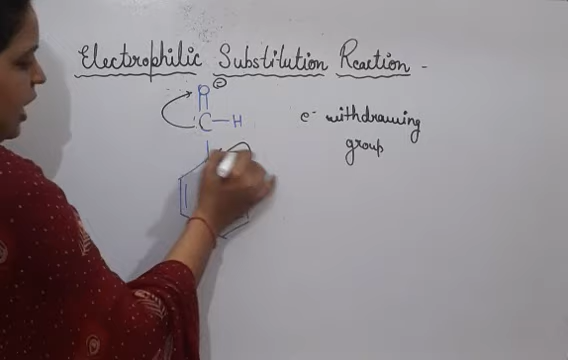 Electrophilic Substitution Reaction -
O ⊖
C - H
e⁻ withdrawing
group